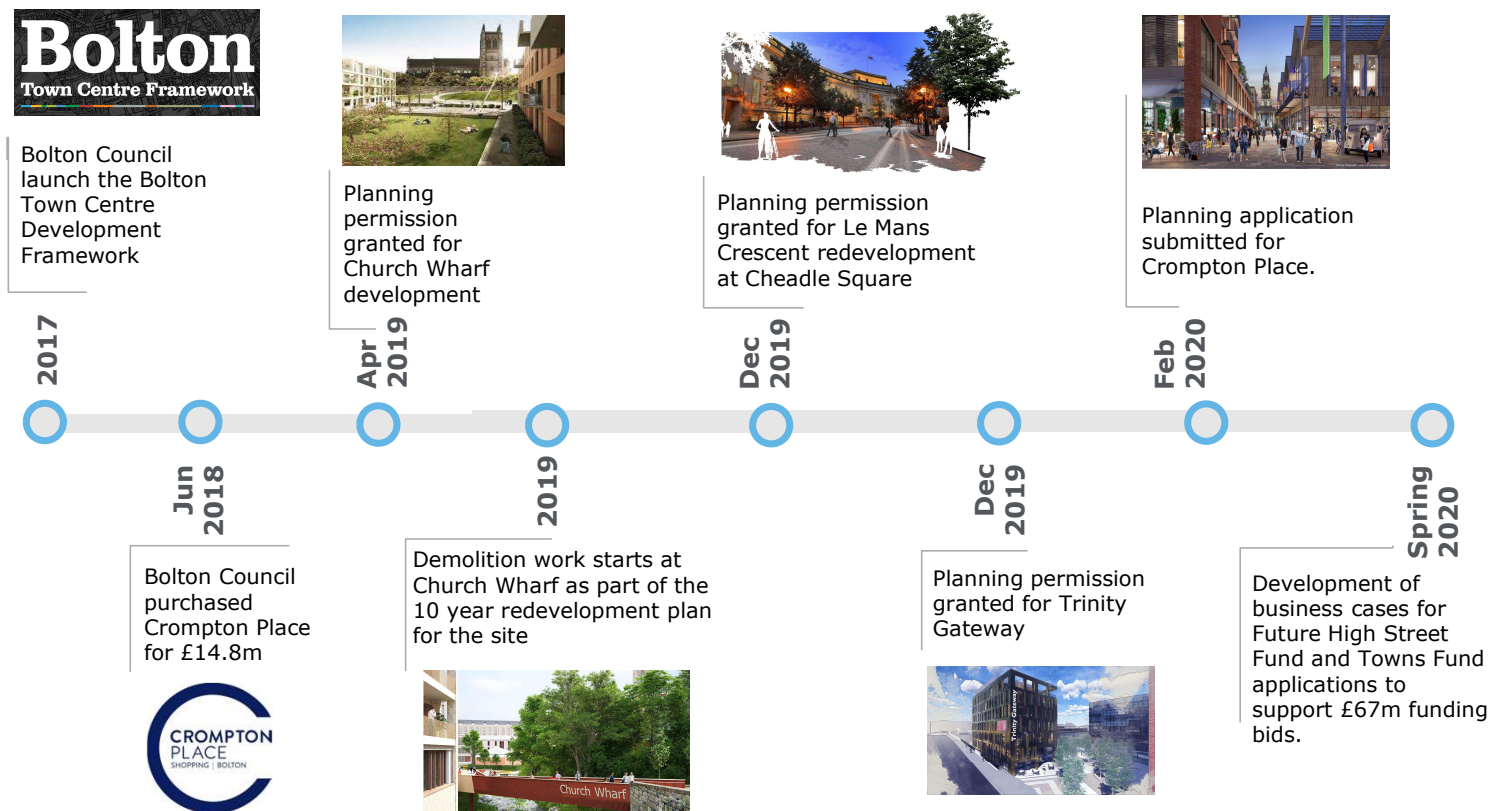 Bolton
Town Centre Framework
Bolton Council
launch the Bolton
Town Centre
Development
Framework
2017
Jun
2018
Bolton Council
purchased
Crompton Place
for £14.8m
CROMPTON
PLACE
SHOPPING | BOLTON
Planning
permission
granted for
Church Wharf
development
Apr
2019
2019
Demolition work starts at
Church Wharf as part of the
10 year redevelopment plan
for the site
Church Wharf
Planning permission
granted for Le Mans
Crescent redevelopment
at Cheadle Square
Dec
2019
Dec
2019
Planning permission
granted for Trinity
Gateway
Trinity Gateway
Planning application
submitted for
Crompton Place.
Feb
2020
Spring
2020
Development of
business cases for
Future High Street
Fund and Towns Fund
applications to
support £67m funding
bids.